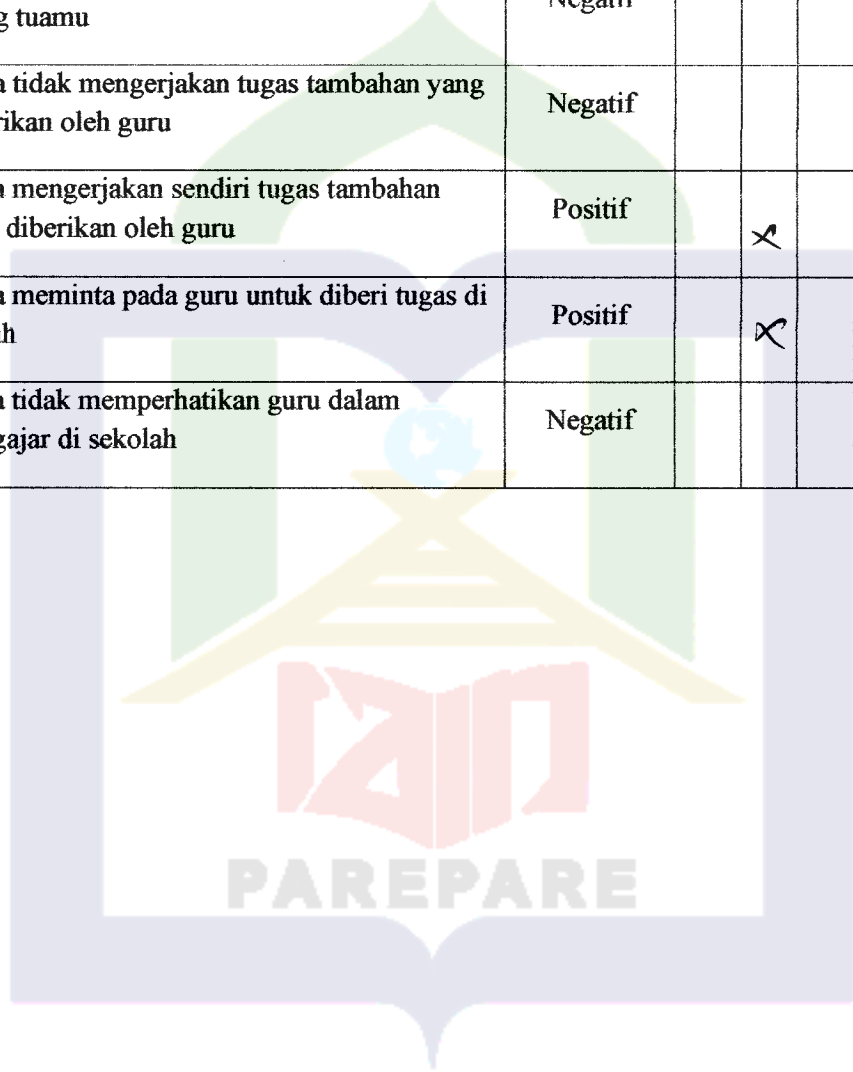 g tuamu
Negatif
a tidak mengerjakan tugas tambahan yang
rikan oleh guru
Negatif
a mengerjakan sendiri tugas tambahan
diberikan oleh guru
Positif
a meminta pada guru untuk diberi tugas di
ah
Positif
a tidak memperhatikan guru dalam
gajar di sekolah
Negatif
PAREPARE